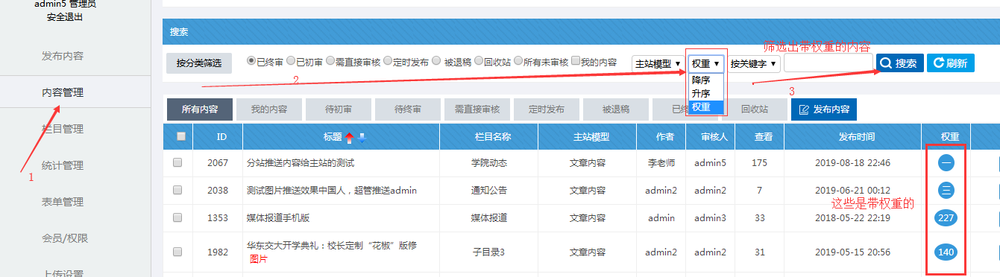 admin5 管理员
安全退出
发布内容
内容管理
栏目管理
统计管理
表单管理
会员/权限
上传设置
1
搜索
筛选出带权重的内容
按分类筛选 已终审 已初审 需直接审核 定时发布 被退稿 回收站 所有未审核 我的内容 主站模型 权重 按关键字 搜索 刷新
2
降序
升序
权重
3
所有内容 我的内容 待初审 待终审 需直接审核 定时发布 被退稿 已终 回收站 发布内容
ID 标题 栏目名称 主站模型 作者 审核人 查看 发布时间 权重
2067 分站推送内容给主站的测试 学院动态 文章内容 李老师 admin5 175 2019-08-18 22:46 一
2038 测试图片推送效果中国人，超管推送admin 通知公告 文章内容 admin2 admin2 7 2019-06-21 00:12 三
这些是带权重的
1353 媒体报道手机版 媒体报道 文章内容 admin admin3 33 2018-05-22 22:19 227
1982 华东交大开学典礼：校长定制“花椒”版修 子目录3 文章内容 admin2 admin2 31 2019-05-15 20:56 140
图片